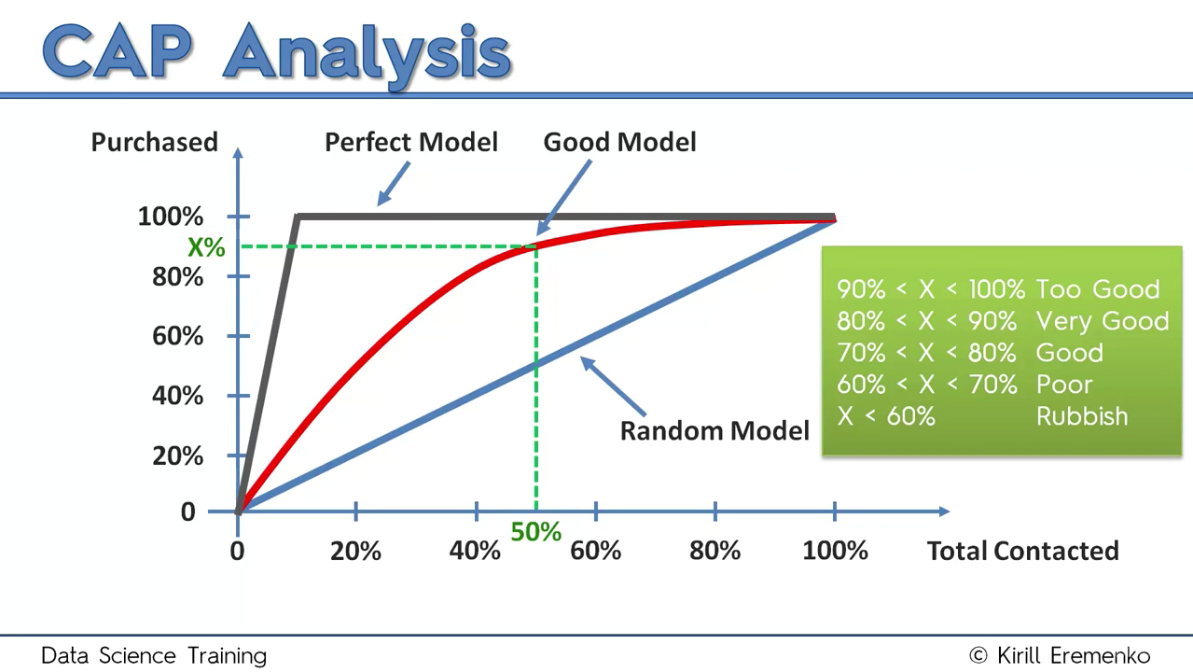 CAP Analysis
Purchased
Perfect Model
Good Model
100%
X%
80%
60%
40%
20%
0
90% < X < 100% Too Good
80% < X < 90% Very Good
70% < X < 80% Good
60% < X < 70% Poor
X < 60% Rubbish
Random Model
50%
0 20% 40% 60% 80% 100% Total Contacted
Data Science Training © Kirill Eremenko